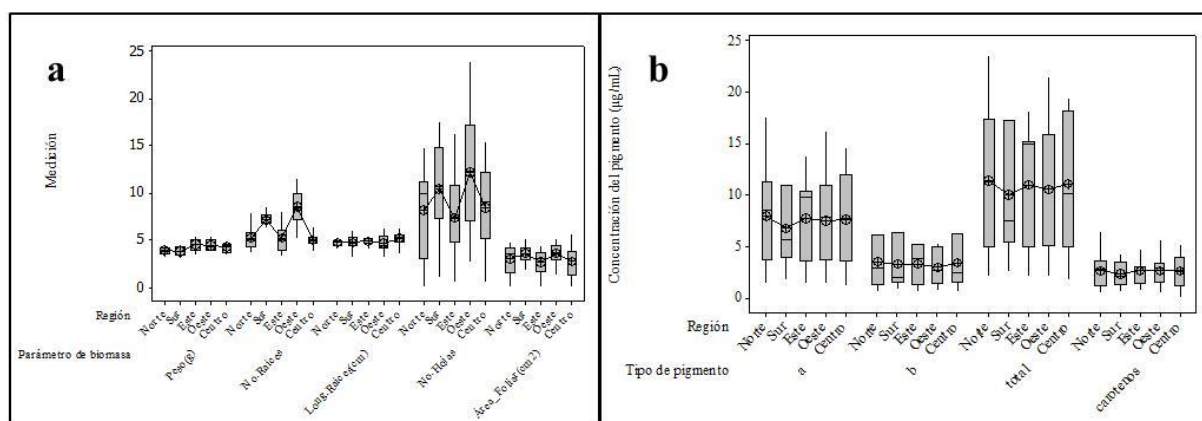 a
25
20
15
10
5
0
Medición
Región
Norte
Sur
Este
Oeste
Centro
Norte
Sur
Este
Oeste
Centro
Norte
Sur
Este
Oeste
Centro
Norte
Sur
Este
Oeste
Centro
Norte
Sur
Este
Oeste
Centro
Parámetro de biomasa
Peso(g)
No.Raíces
Long.Raíces(cm)
No.Hojas
Área_Foliar(cm2)
b
25
20
15
10
5
0
Concentración del pigmento (µg/mL)
Región
Norte
Sur
Este
Oeste
Centro
Norte
Sur
Este
Oeste
Centro
Norte
Sur
Este
Oeste
Centro
Norte
Sur
Este
Oeste
Centro
Tipo de pigmento
a
b
total
carotenos